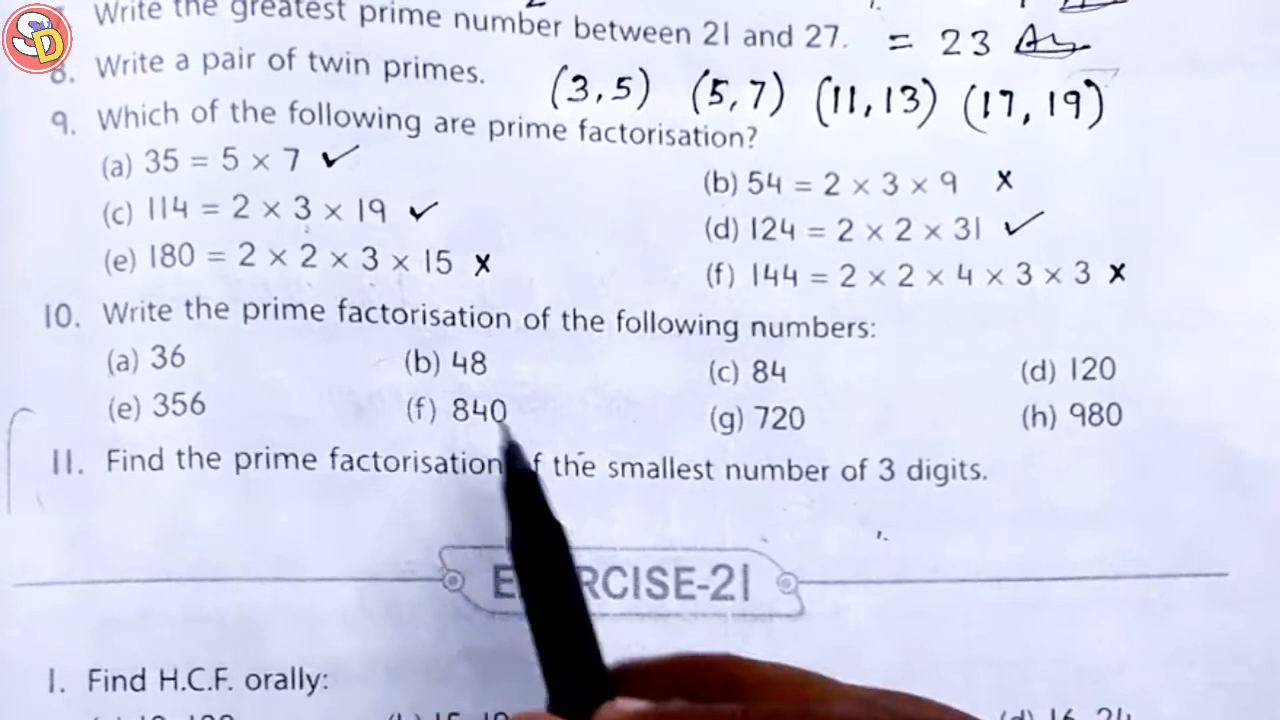 SD
Write the greatest prime number between 21 and 27. = 23 Ans
8. Write a pair of twin primes. (3,5) (5,7) (11,13) (17,19)
9. Which of the following are prime factorisation?
(a) 35 = 5 × 7 ✓ (b) 54 = 2 × 3 × 9 x
(c) 114 = 2 × 3 × 19 ✓ (d) 124 = 2 × 2 × 31 ✓
(e) 180 = 2 × 2 × 3 × 15 x (f) 144 = 2 × 2 × 4 × 3 × 3 x
10. Write the prime factorisation of the following numbers:
(a) 36 (b) 48 (c) 84 (d) 120
(e) 356 (f) 840 (g) 720 (h) 980
11. Find the prime factorisation of the smallest number of 3 digits.
EXERCISE-21
1. Find H.C.F. orally:
(d) 16, 24